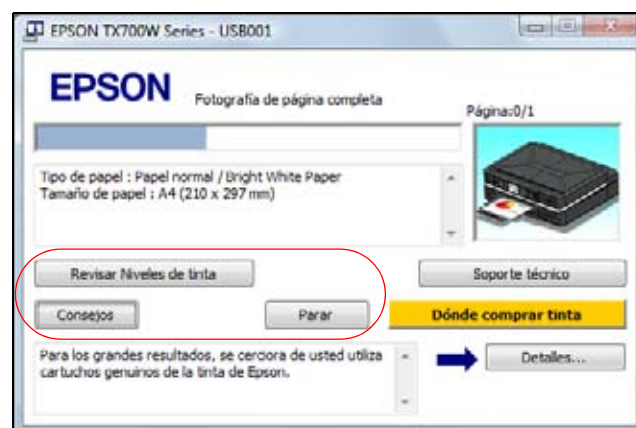 EPSON TX700W Series - USB001
EPSON
Fotografía de página completa
Página:0/1
Tipo de papel : Papel normal / Bright White Paper
Tamaño de papel : A4 (210 x 297 mm)
Revisar Niveles de tinta
Soporte técnico
Consejos
Parar
Dónde comprar tinta
Para los grandes resultados, se cerciora de usted utiliza
cartuchos genuinos de la tinta de Epson.
Detalles...